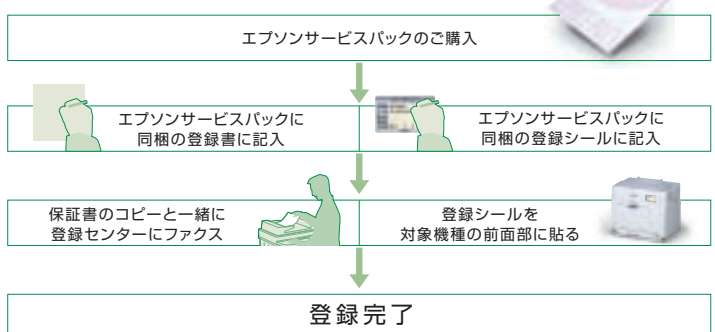 エプソンサービスパックのご購入
エプソンサービスパックに
同梱の登録書に記入
エプソンサービスパックに
同梱の登録シールに記入
保証書のコピーと一緒に
登録センターにファクス
登録シールを
対象機種の前面部に貼る
登録完了